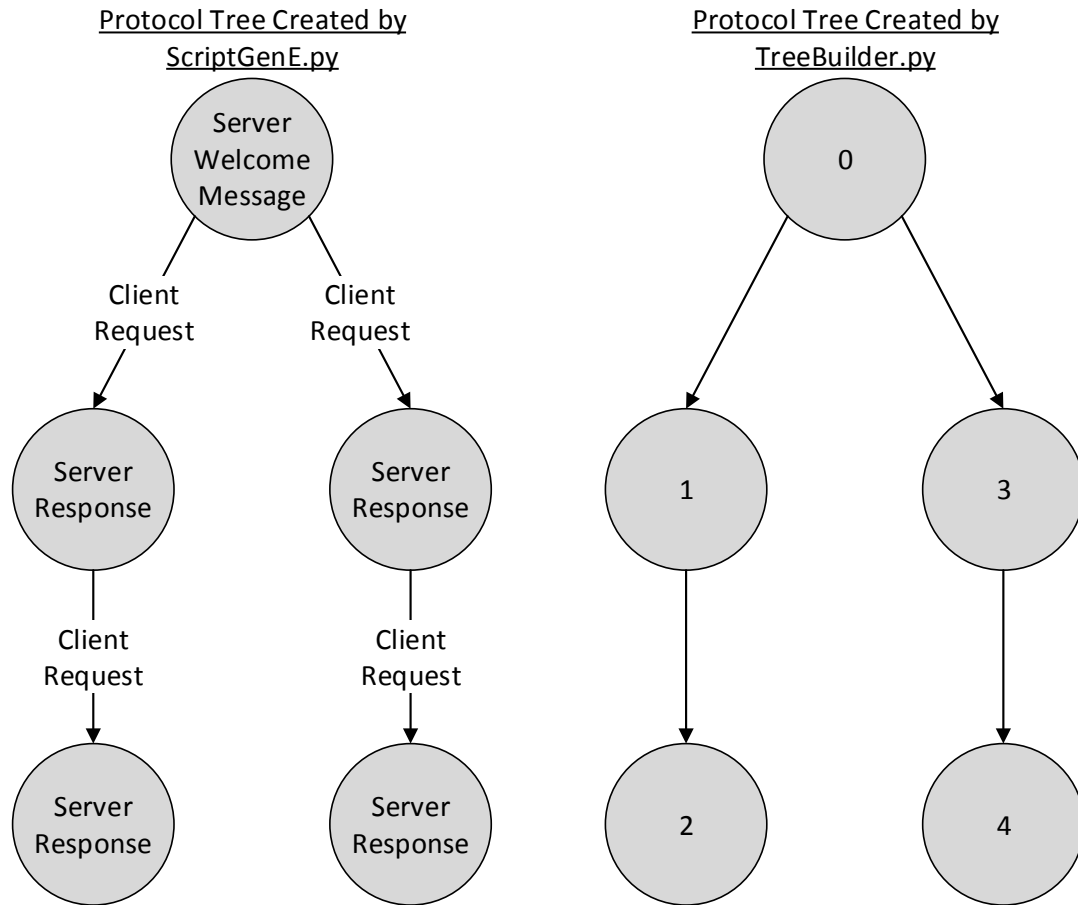 Protocol Tree Created by
ScriptGenE.py
Server
Welcome
Message
Client
Request
Client
Request
Server
Response
Server
Response
Client
Request
Client
Request
Server
Response
Server
Response
Protocol Tree Created by
TreeBuilder.py
0
1
3
2
4